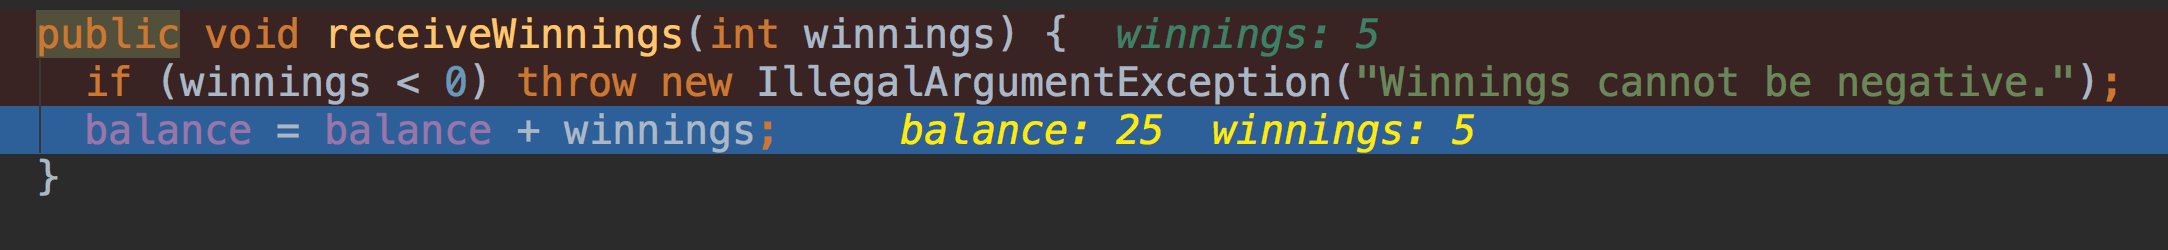 public void receiveWinnings(int winnings) {  winnings: 5
if (winnings < 0) throw new IllegalArgumentException("Winnings cannot be negative.");
balance = balance + winnings;  balance: 25  winnings: 5
}